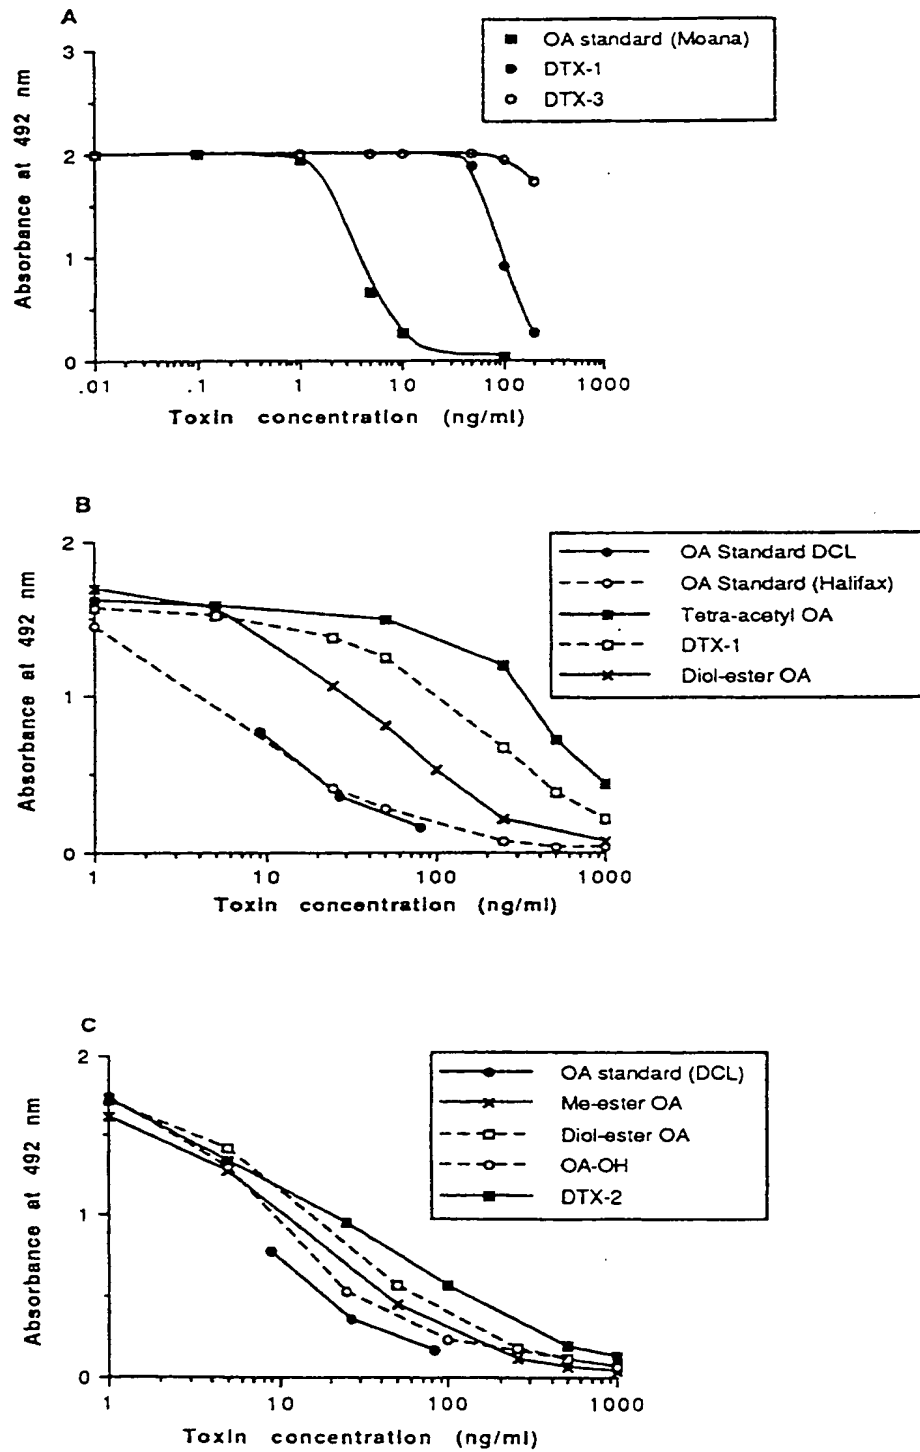 A
OA standard (Moana)
DTX-1
DTX-3
3
2
1
0
Absorbance at 492 nm
.01 .1 1 10 100 1000
Toxin concentration (ng/ml)
B
OA Standard DCL
OA Standard (Halifax)
Tetra-acetyl OA
DTX-1
Diol-ester OA
2
1
0
Absorbance at 492 nm
1 10 100 1000
Toxin concentration (ng/ml)
C
OA standard (DCL)
Me-ester OA
Diol-ester OA
OA-OH
DTX-2
2
1
0
Absorbance at 492 nm
1 10 100 1000
Toxin concentration (ng/ml)